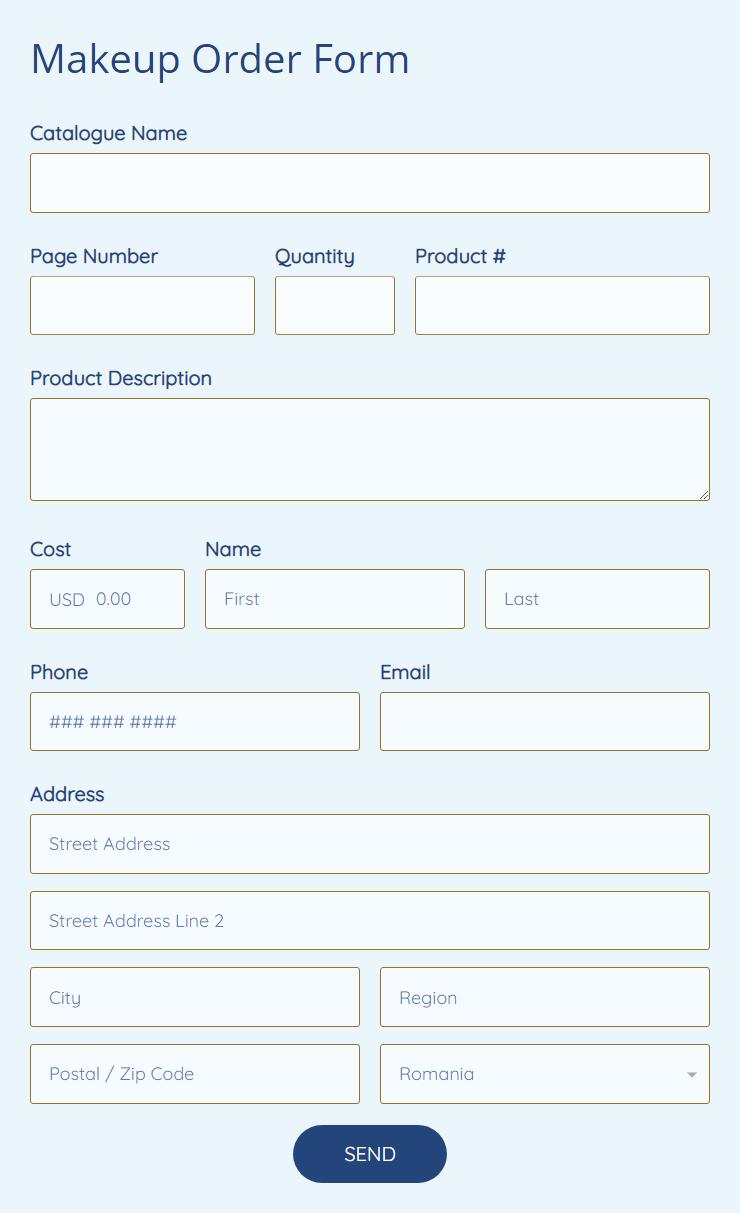 Makeup Order Form
Catalogue Name
Page Number Quantity Product #
Product Description
Cost Name
USD 0.00 First Last
Phone Email
### ### ####
Address
Street Address
Street Address Line 2
City Region
Postal / Zip Code Romania
SEND